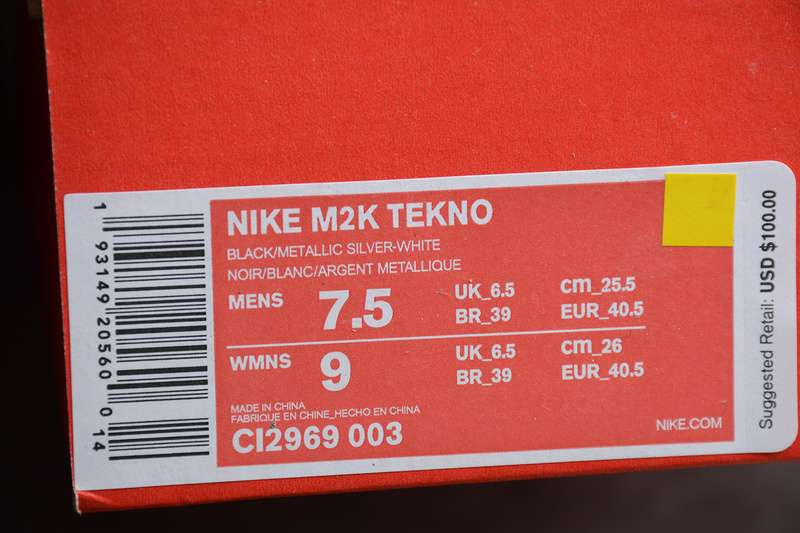 NIKE M2K TEKNO
BLACK/METALLIC SILVER-WHITE
NOIR/BLANC/ARGENT METALLIQUE
MENS 7.5 UK_6.5 cm_25.5
BR_39 EUR_40.5
WMNS 9 UK_6.5 cm_26
BR_39 EUR_40.5
MADE IN CHINA
FABRIQUE EN CHINE_HECHO EN CHINA
CI2969 003
NIKE.COM
1 93149 20560 0 14
Suggested Retail: USD $100.00